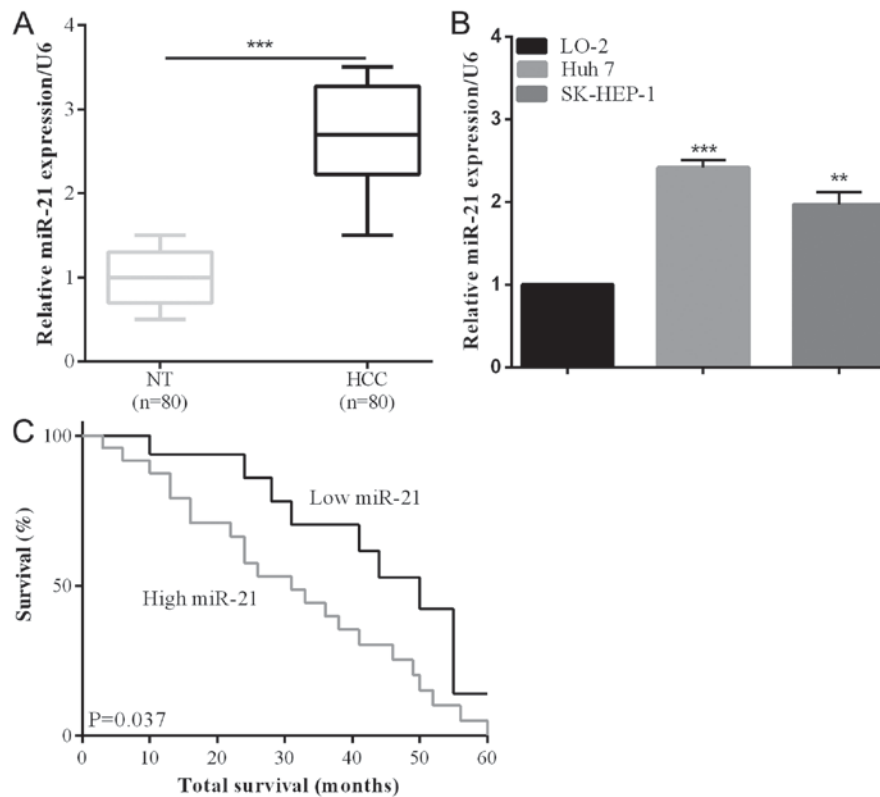 A
Relative miR-21 expression/U6
4
3
2
1
0
***
NT
(n=80)
HCC
(n=80)
B
Relative miR-21 expression/U6
4
3
2
1
0
LO-2
Huh 7
SK-HEP-1
***
**
C
Survival (%)
100
50
0
Low miR-21
High miR-21
P=0.037
0 10 20 30 40 50 60
Total survival (months)